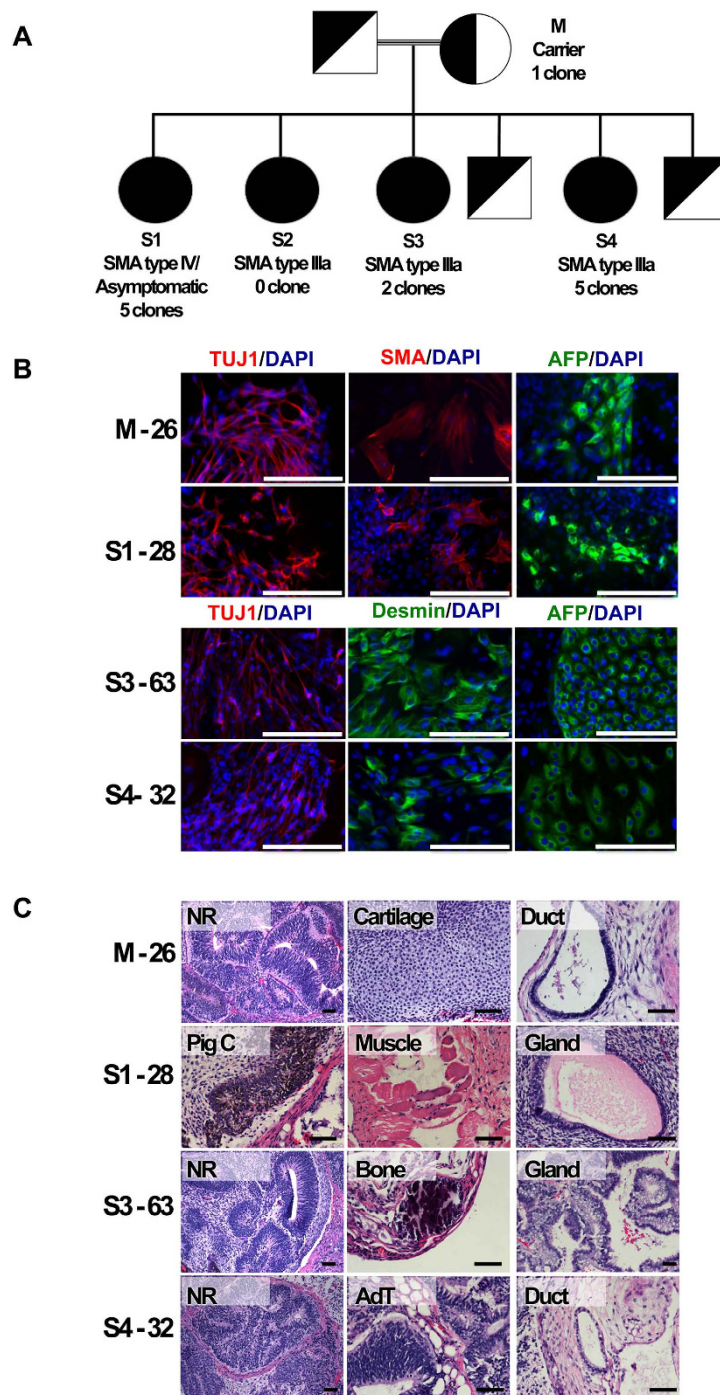 A
M
Carrier
1 clone
S1
SMA type IV/
Asymptomatic
5 clones
S2
SMA type IIIa
0 clone
S3
SMA type IIIa
2 clones
S4
SMA type IIIa
5 clones
B
TUJ1/DAPI SMA/DAPI AFP/DAPI
M-26
S1-28
TUJ1/DAPI Desmin/DAPI AFP/DAPI
S3-63
S4-32
C
M-26 NR Cartilage Duct
S1-28 Pig C Muscle Gland
S3-63 NR Bone Gland
S4-32 NR AdT Duct